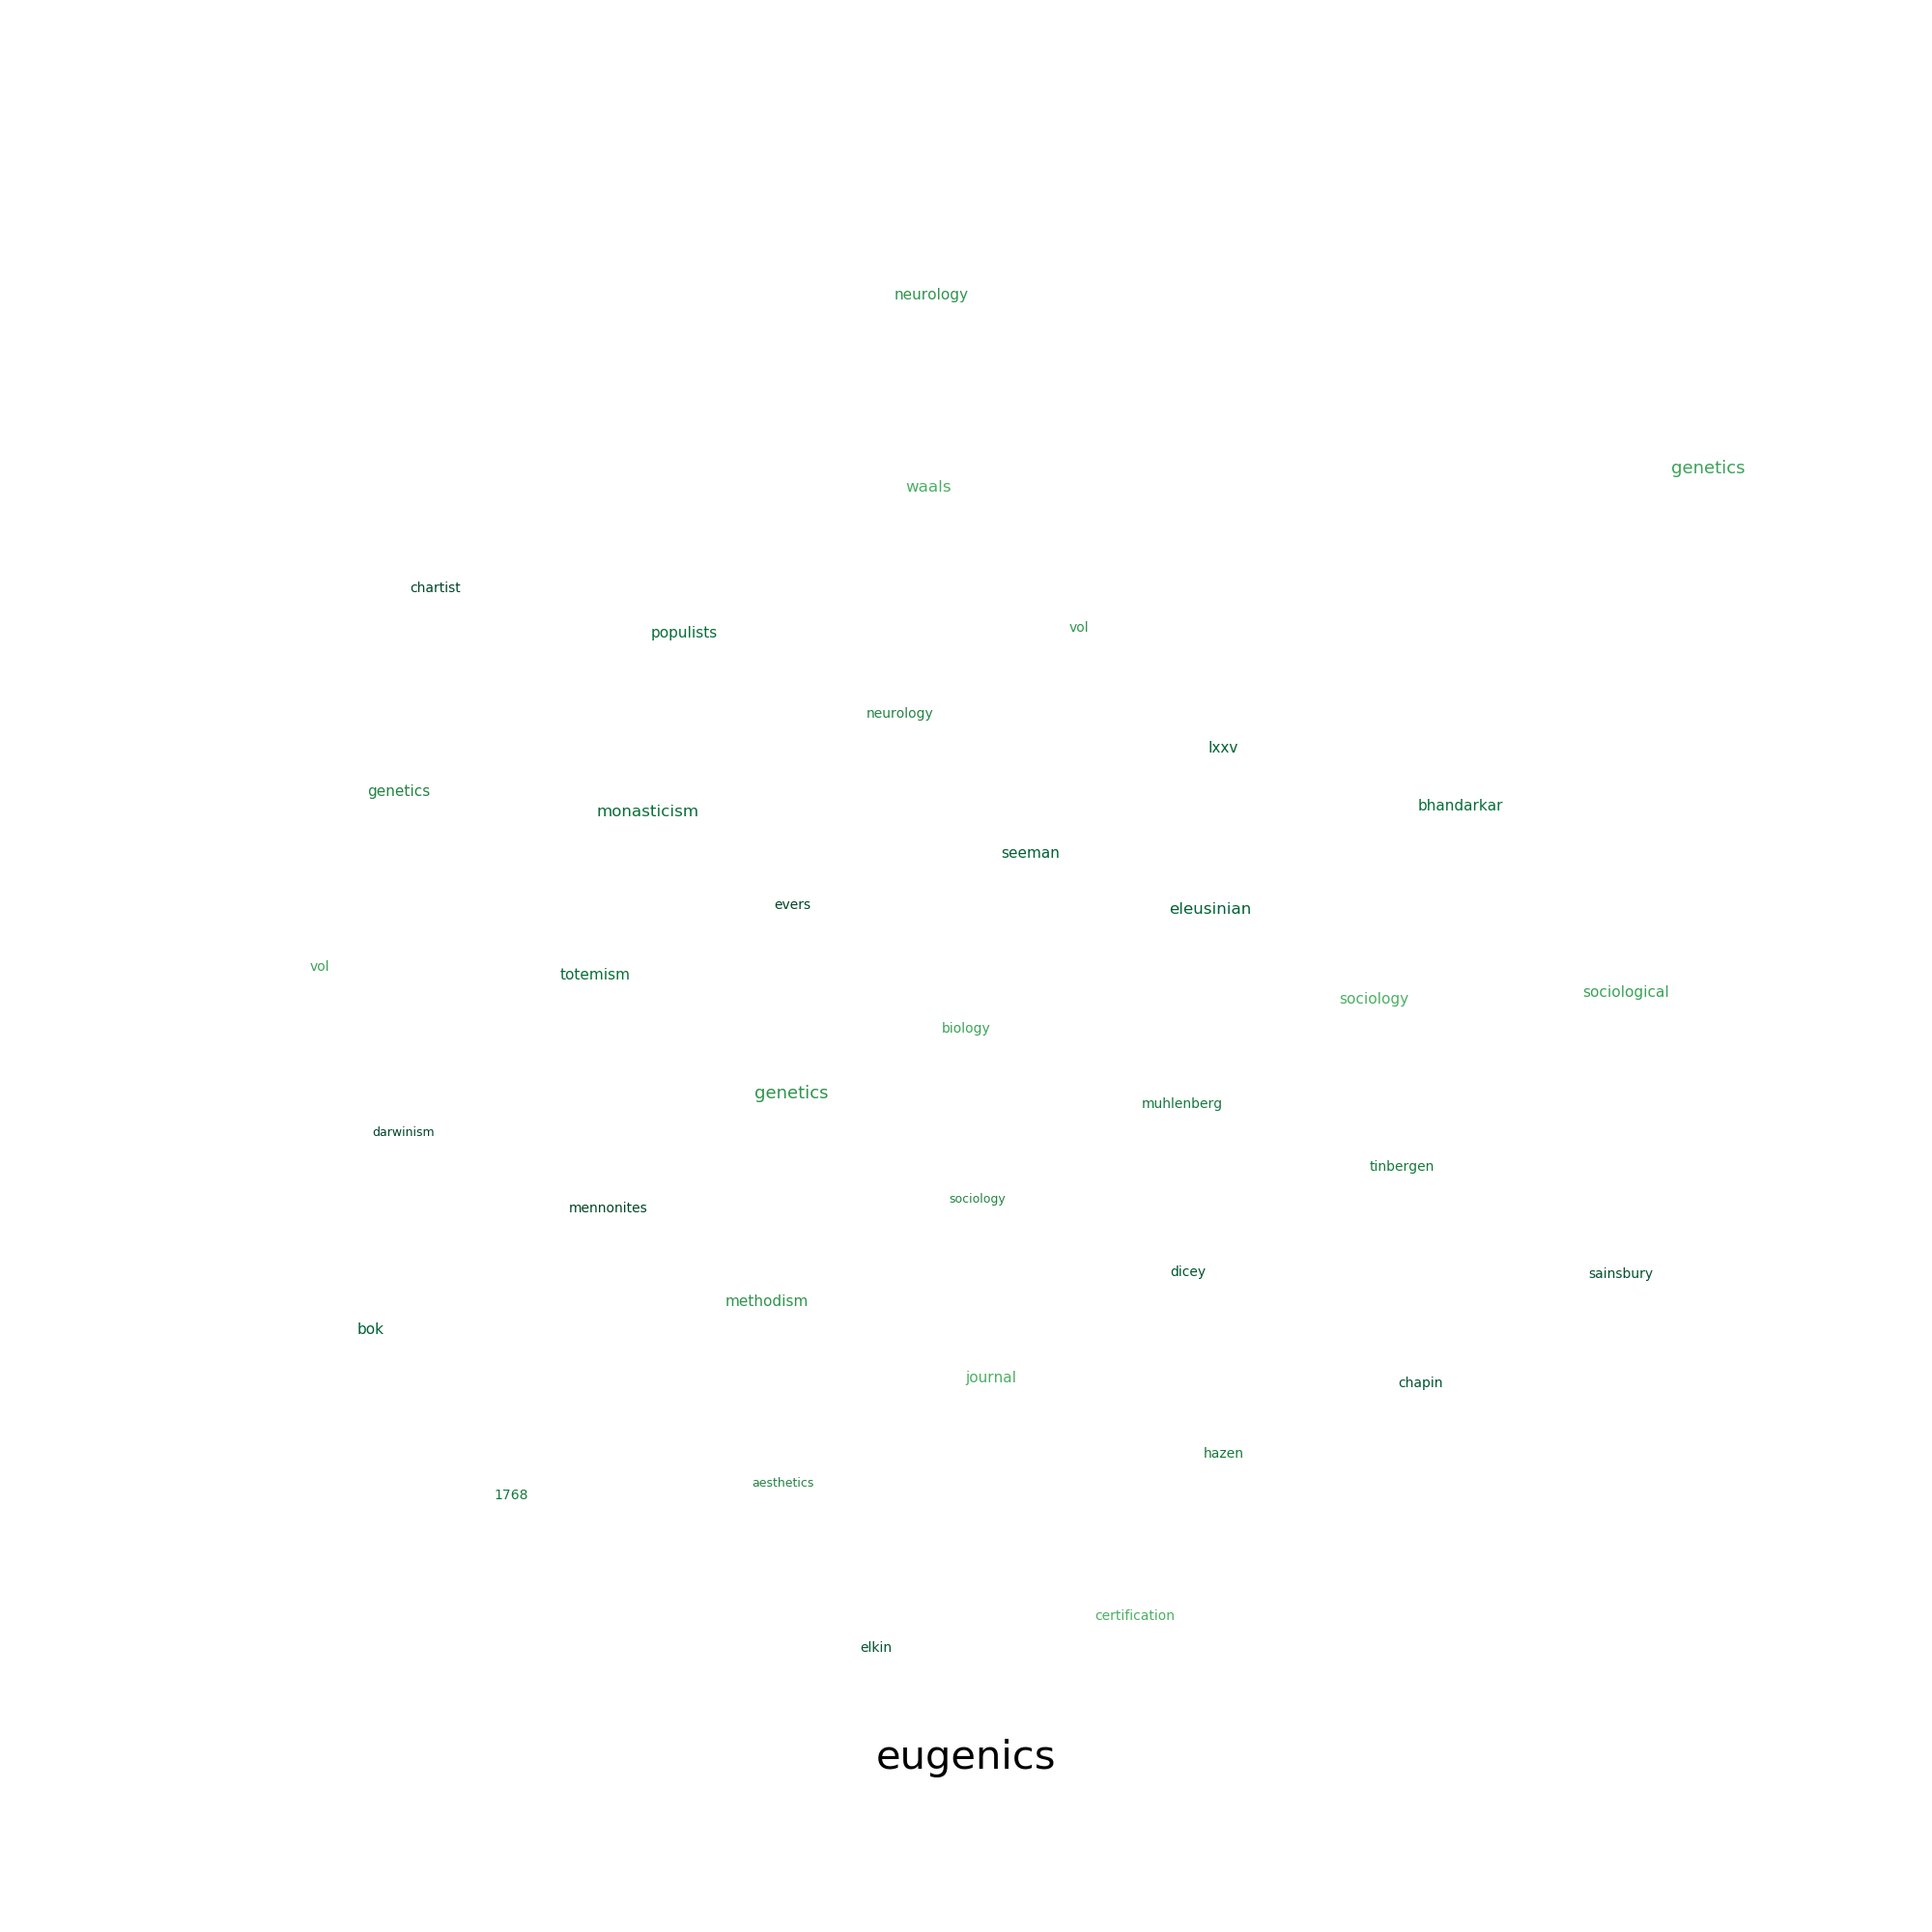 neurology
genetics
waals
chartist
vol
populists
neurology
lxxv
genetics
bhandarkar
monasticism
seeman
evers
eleusinian
vol
totemism
sociological
sociology
biology
genetics
muhlenberg
darwinism
tinbergen
sociology
mennonites
dicey
sainsbury
methodism
bok
journal
chapin
hazen
aesthetics
1768
certification
elkin
eugenics